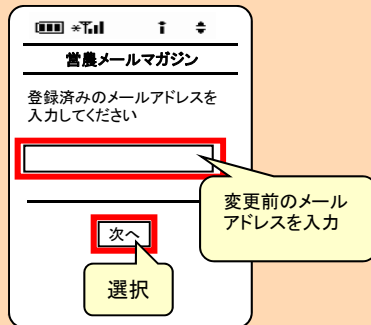 営農メールマガジン
登録済みのメールアドレスを
入力してください
変更前のメール
アドレスを入力
次へ
選択